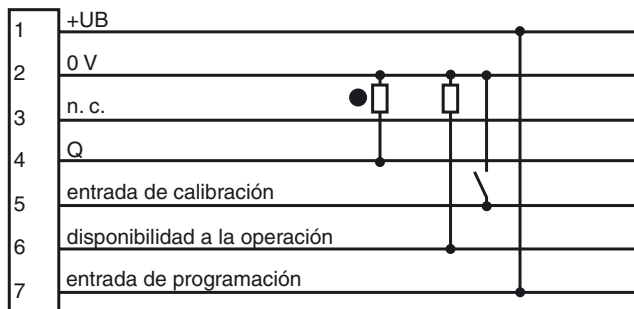 1 +UB
2 0 V
3 n. c.
4 Q
5 entrada de calibración
6 disponibilidad a la operación
7 entrada de programación